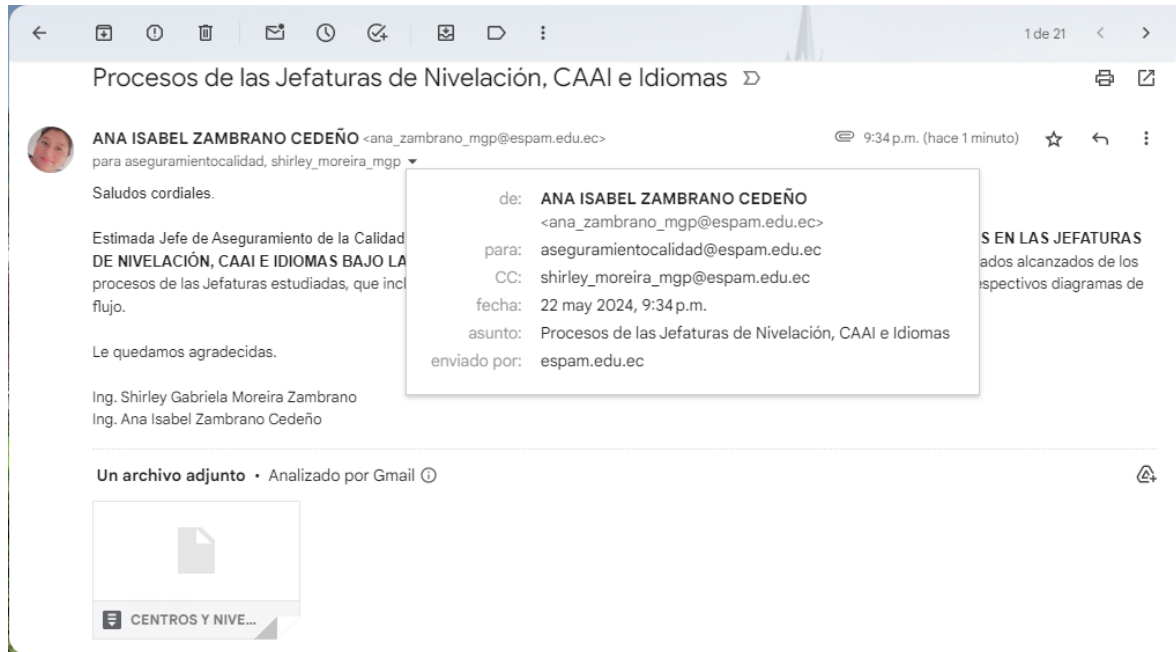 1 de 21
Procesos de las Jefaturas de Nivelación, CAAI e Idiomas
ANA ISABEL ZAMBRANO CEDEÑO <ana_zambrano_mgp@espam.edu.ec>
9:34 p.m. (hace 1 minuto)
para aseguramientocalidad, shirley_moreira_mgp
Saludos cordiales.
de: ANA ISABEL ZAMBRANO CEDEÑO
<ana_zambrano_mgp@espam.edu.ec>
para: aseguramientocalidad@espam.edu.ec
CC: shirley_moreira_mgp@espam.edu.ec
fecha: 22 may 2024, 9:34 p.m.
asunto: Procesos de las Jefaturas de Nivelación, CAAI e Idiomas
enviado por: espam.edu.ec
Estimada Jefe de Aseguramiento de la Calidad S EN LAS JEFATURAS
DE NIVELACIÓN, CAAI E IDIOMAS BAJO LA ados alcanzados de los
procesos de las Jefaturas estudiadas, que incl espectivos diagramas de
flujo.
Le quedamos agradecidas.
Ing. Shirley Gabriela Moreira Zambrano
Ing. Ana Isabel Zambrano Cedeño
Un archivo adjunto • Analizado por Gmail
CENTROS Y NIVE...